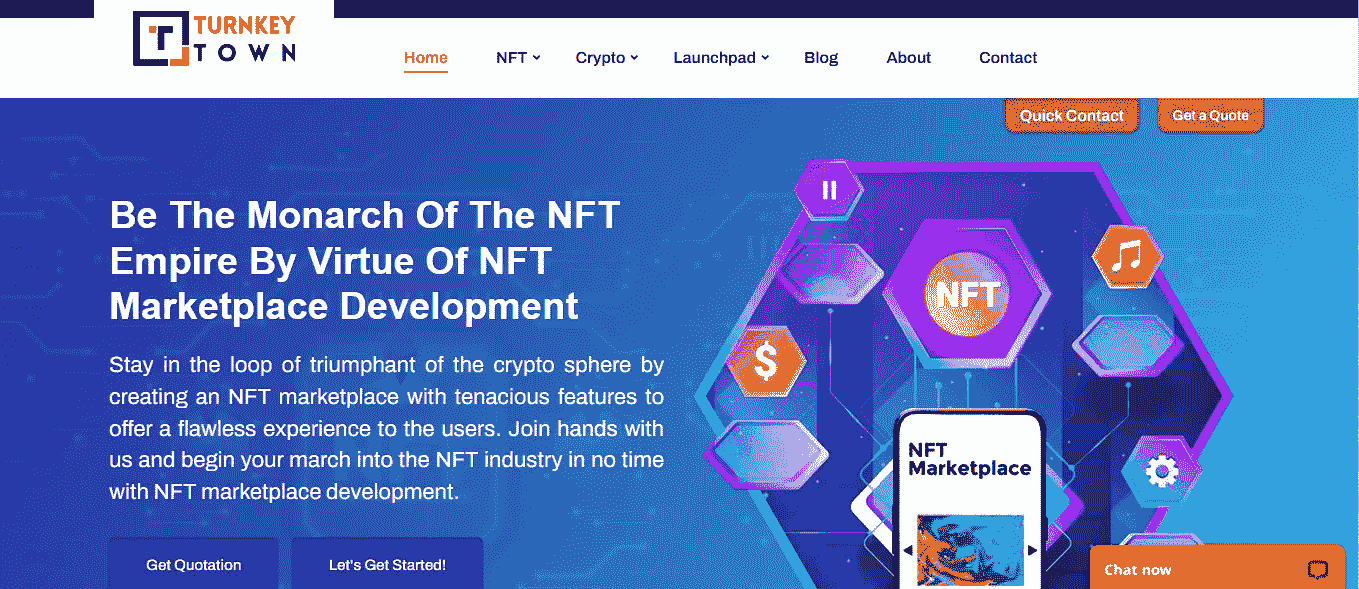 TURNKEY
TOWN
Home NFT Crypto Launchpad Blog About Contact
Quick Contact Get a Quote
Be The Monarch Of The NFT
Empire By Virtue Of NFT
Marketplace Development
Stay in the loop of triumphant of the crypto sphere by
creating an NFT marketplace with tenacious features to
offer a flawless experience to the users. Join hands with
us and begin your march into the NFT industry in no time
with NFT marketplace development.
Get Quotation Let's Get Started!
NFT
$
NFT
Marketplace
Chat now